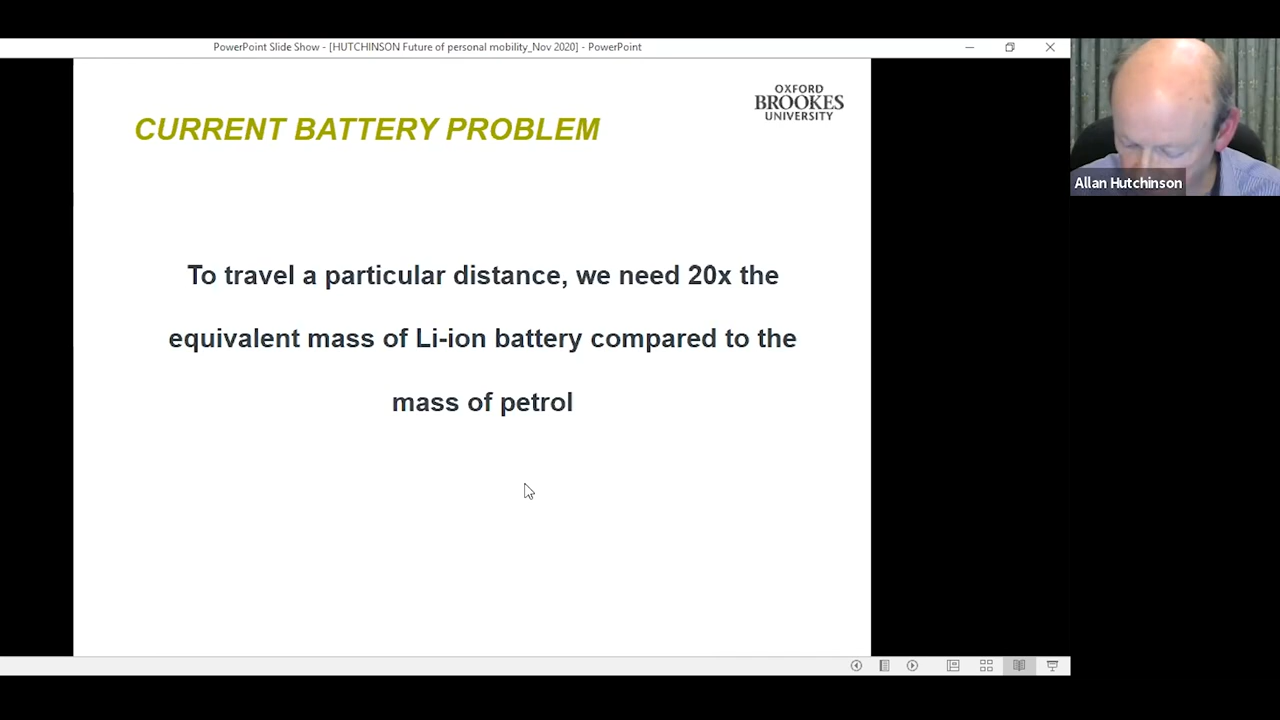 PowerPoint Slide Show - [HUTCHINSON Future of personal mobility_Nov 2020] - PowerPoint
OXFORD
BROOKES
UNIVERSITY
CURRENT BATTERY PROBLEM
Allan Hutchinson
To travel a particular distance, we need 20x the
equivalent mass of Li-ion battery compared to the
mass of petrol